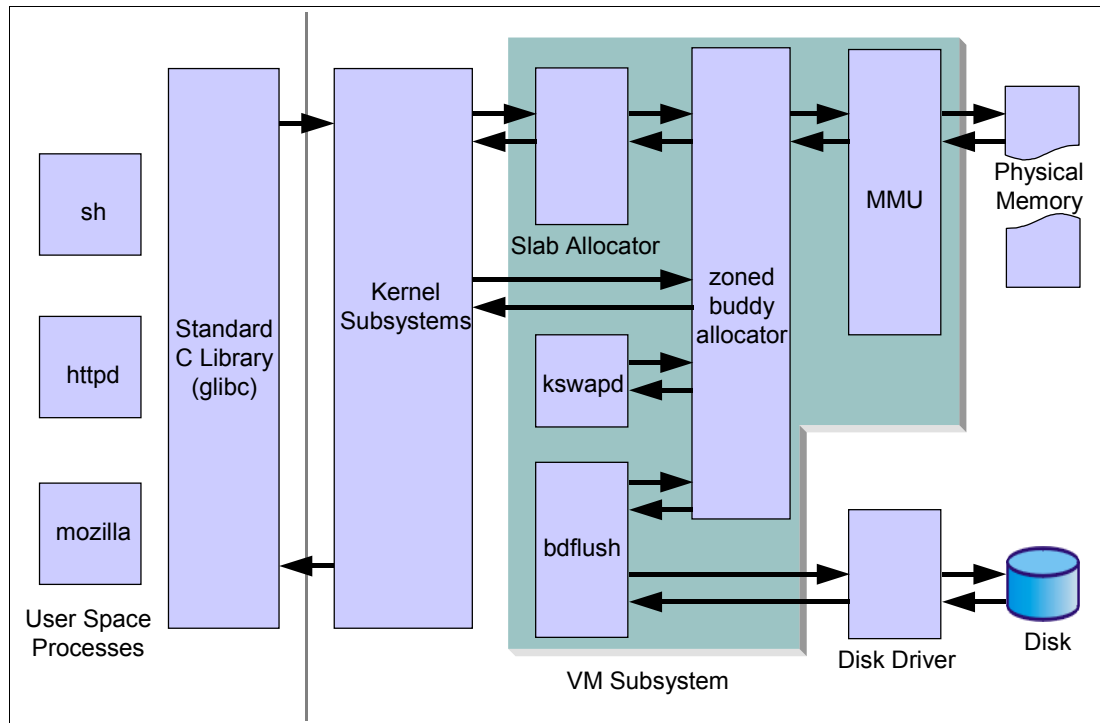 sh
httpd
mozilla
User Space
Processes
Standard
C Library
(glibc)
Kernel
Subsystems
Slab Allocator
kswapd
bdflush
zoned
buddy
allocator
MMU
Physical
Memory
VM Subsystem
Disk Driver
Disk